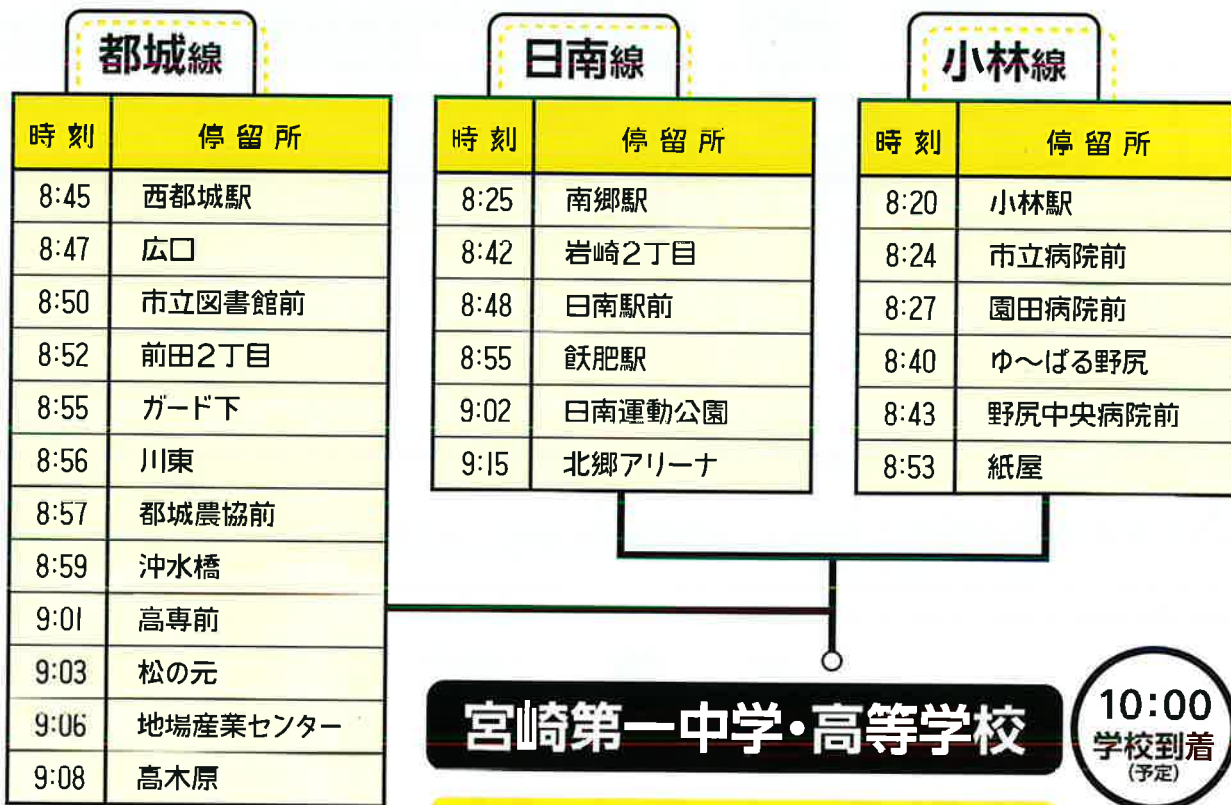 都城線
時刻 停留所
8:45 西都城駅
8:47 広口
8:50 市立図書館前
8:52 前田2丁目
8:55 ガード下
8:56 川東
8:57 都城農協前
8:59 沖水橋
9:01 高専前
9:03 松の元
9:06 地場産業センター
9:08 高木原
日南線
時刻 停留所
8:25 南郷駅
8:42 岩崎2丁目
8:48 日南駅前
8:55 飫肥駅
9:02 日南運動公園
9:15 北郷アリーナ
小林線
時刻 停留所
8:20 小林駅
8:24 市立病院前
8:27 園田病院前
8:40 ゆ〜ぱる野尻
8:43 野尻中央病院前
8:53 紙屋
宮崎第一中学・高等学校
10:00
学校到着
(予定)